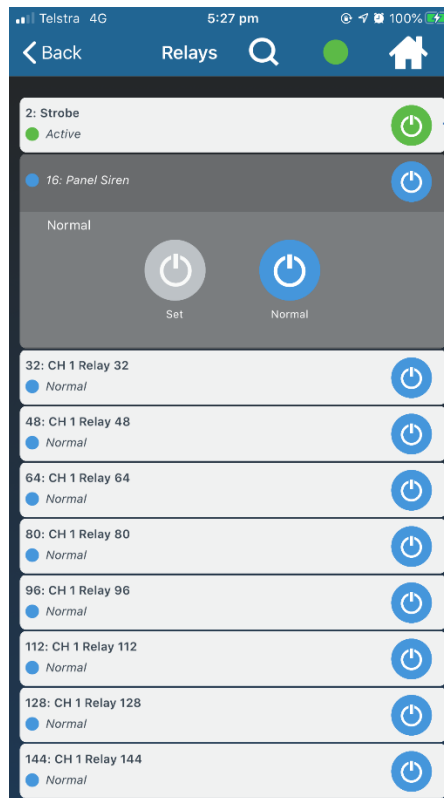 Telstra 4G 5:27 pm 100%
Back Relays
2: Strobe
Active
16: Panel Siren
Normal
Set Normal
32: CH 1 Relay 32
Normal
48: CH 1 Relay 48
Normal
64: CH 1 Relay 64
Normal
80: CH 1 Relay 80
Normal
96: CH 1 Relay 96
Normal
112: CH 1 Relay 112
Normal
128: CH 1 Relay 128
Normal
144: CH 1 Relay 144
Normal